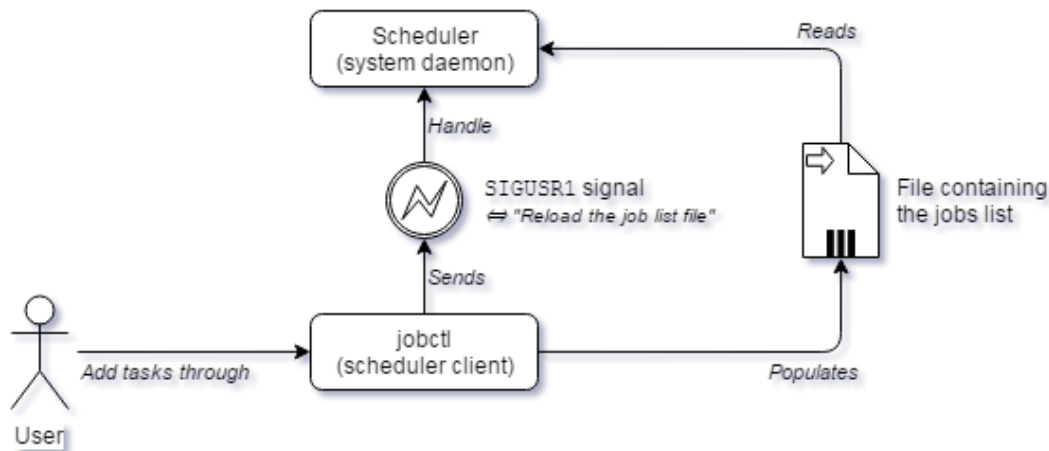 Scheduler
(system daemon)
Reads
Handle
SIGUSR1 signal
⇔ "Reload the job list file"
File containing
the jobs list
Sends
jobctl
(scheduler client)
Add tasks through
Populates
User